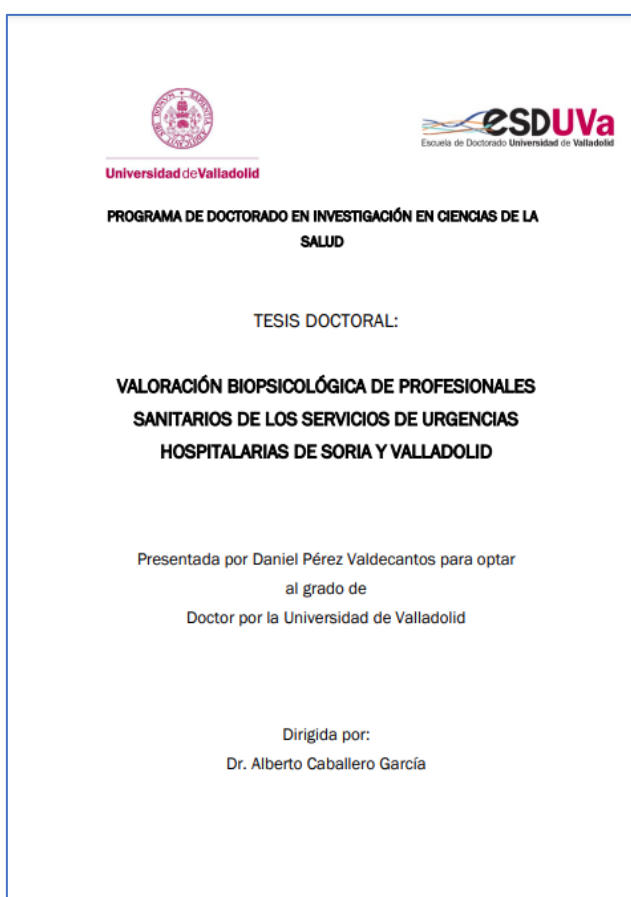 Universidad de Valladolid
esDUVa
Escuela de Doctorado Universidad de Valladolid
PROGRAMA DE DOCTORADO EN INVESTIGACIÓN EN CIENCIAS DE LA
SALUD
TESIS DOCTORAL:
VALORACIÓN BIOPSICOLÓGICA DE PROFESIONALES
SANITARIOS DE LOS SERVICIOS DE URGENCIAS
HOSPITALARIAS DE SORIA Y VALLADOLID
Presentada por Daniel Pérez Valdecantos para optar
al grado de
Doctor por la Universidad de Valladolid
Dirigida por:
Dr. Alberto Caballero García